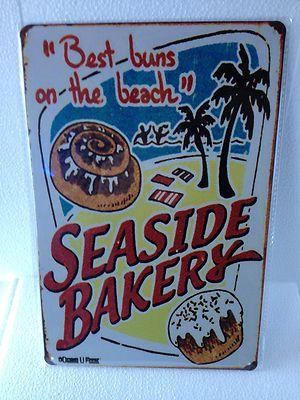 "Best buns
on the beach"
SEASIDE
BAKERY